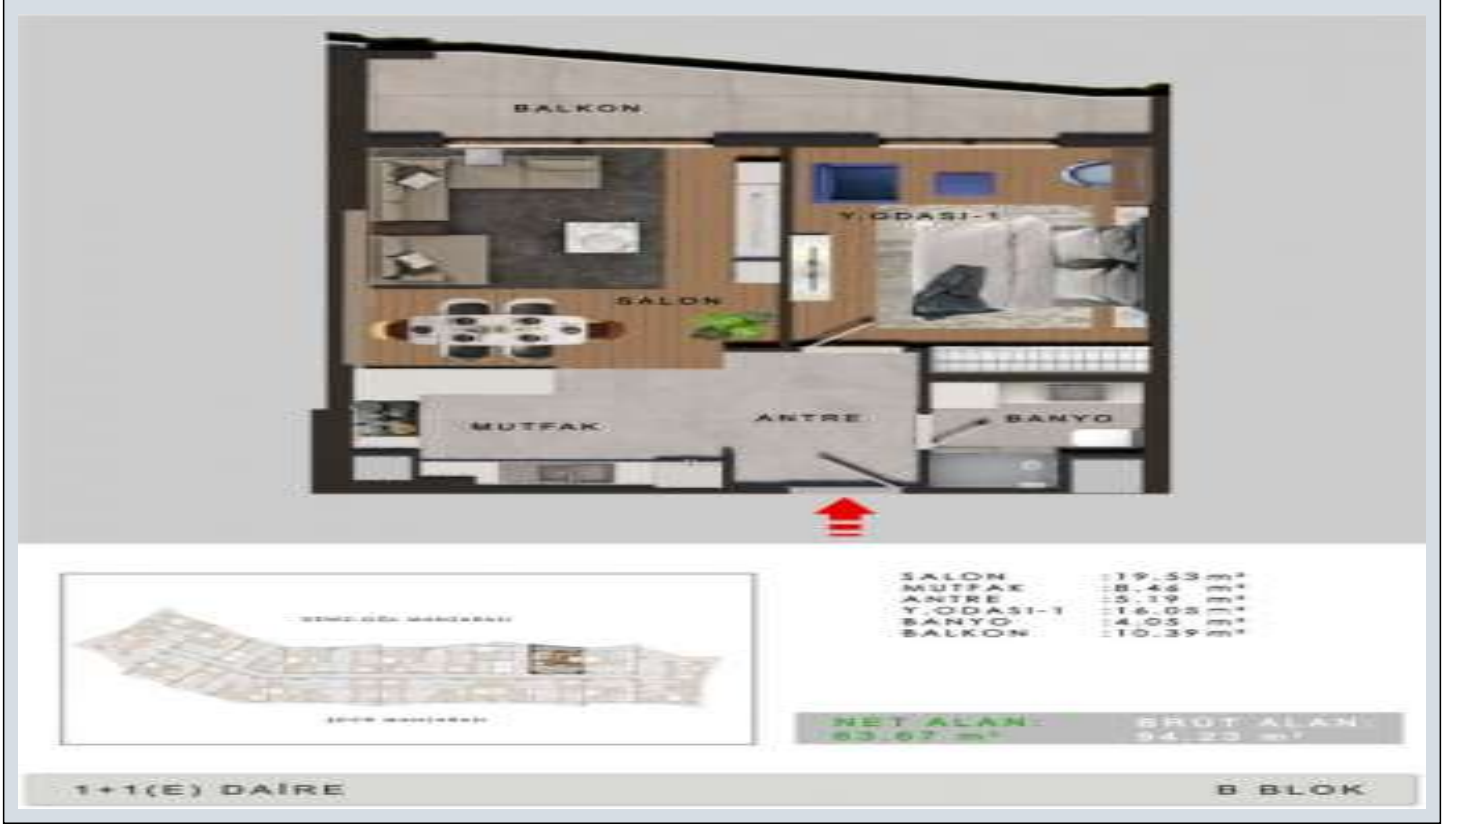 BALKON
Y.ODASI-1
SALON
MUTFAK
ANTRE
BANYO
SALON :19.53 m²
MUTFAK :8.46 m²
ANTRE :5.19 m²
Y.ODASI-1 :16.05 m²
BANYO :4.05 m²
BALKON :10.39 m²
MANZARASI
MANZARASI
NET ALAN: BRÜT ALAN:
63.67 m² 94.23 m²
1+1(E) DAİRE
B BLOK